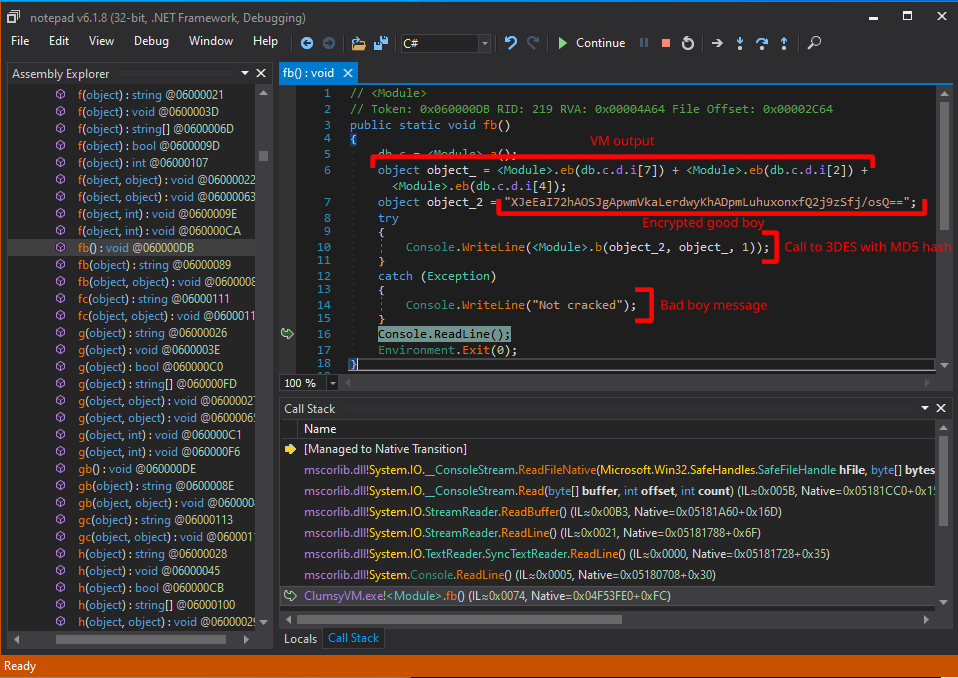 notepad v6.1.8 (32-bit, .NET Framework, Debugging)
File Edit View Debug Window Help C# Continue
Assembly Explorer
f(object) : string @06000021
f(object) : void @0600003D
f(object) : string[] @0600006D
f(object) : bool @0600009D
f(object) : int @06000107
f(object, object) : void @06000022
f(object, object) : void @06000063
f(object, int) : void @0600009E
f(object, int) : void @060000CA
fb() : void @060000DB
fb(object) : string @06000089
fb(object, object) : void @0600008
fc(object) : string @06000111
fc(object, object) : void @0600011
g(object) : string @06000026
g(object) : void @0600003E
g(object) : bool @060000C0
g(object) : string[] @060000FD
g(object, object) : void @0600002
g(object, object) : void @0600006
g(object, int) : void @060000C1
g(object, int) : void @060000F6
gb() : void @060000DE
gb(object) : string @0600008E
gb(object, object) : void @060000
gc(object) : string @06000113
gc(object, object) : void @060001
h(object) : string @06000028
h(object) : void @06000045
h(object) : bool @060000CB
h(object) : string[] @06000100
h(object, object) : void @0600002
fb() : void
1 // <Module>
2 // Token: 0x060000DB RID: 219 RVA: 0x00004A64 File Offset: 0x00002C64
3 public static void fb()
VM output
4 {
5 db.c = <Module>.a();
6 object object_ = <Module>.eb(db.c.d.i[7]) + <Module>.eb(db.c.d.i[2]) +
<Module>.eb(db.c.d.i[4]);
7 object object_2 = "XJeEaI72hAOSJgApwmVkaLerdwyKhADpmLuhuxonxfQ2j9zSfj/osQ==";
8 try
Encrypted good boy
9 {
10 Console.WriteLine(<Module>.b(object_2, object_, 1)); Call to 3DES with MD5 hash
11 }
12 catch (Exception)
13 {
14 Console.WriteLine("Not cracked"); Bad boy message
15 }
16 Console.ReadLine();
17 Environment.Exit(0);
18 }
100 %
Call Stack
Name
[Managed to Native Transition]
mscorlib.dll!System.IO.__ConsoleStream.ReadFileNative(Microsoft.Win32.SafeHandles.SafeFileHandle hFile, byte[] bytes
mscorlib.dll!System.IO.__ConsoleStream.Read(byte[] buffer, int offset, int count) (IL≈0x005B, Native=0x05181CC0+0x15
mscorlib.dll!System.IO.StreamReader.ReadBuffer() (IL≈0x00B3, Native=0x05181A60+0x16D)
mscorlib.dll!System.IO.StreamReader.ReadLine() (IL≈0x0021, Native=0x05181788+0x6F)
mscorlib.dll!System.IO.TextReader.SyncTextReader.ReadLine() (IL≈0x0000, Native=0x05181728+0x35)
mscorlib.dll!System.Console.ReadLine() (IL≈0x0005, Native=0x05180708+0x30)
ClumsyVM.exe!<Module>.fb() (IL≈0x0074, Native=0x04F53FE0+0xFC)
Locals Call Stack
Ready